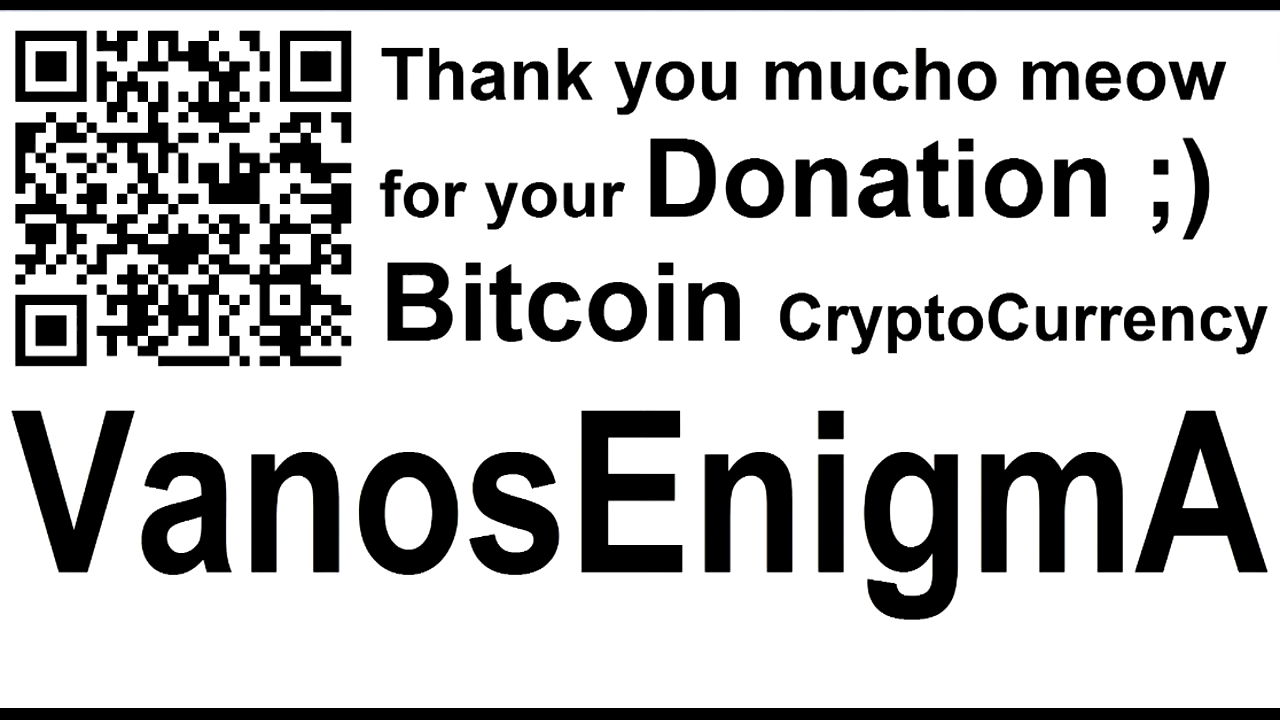 Thank you mucho meow
for your Donation ;)
Bitcoin CryptoCurrency
VanosEnigmA